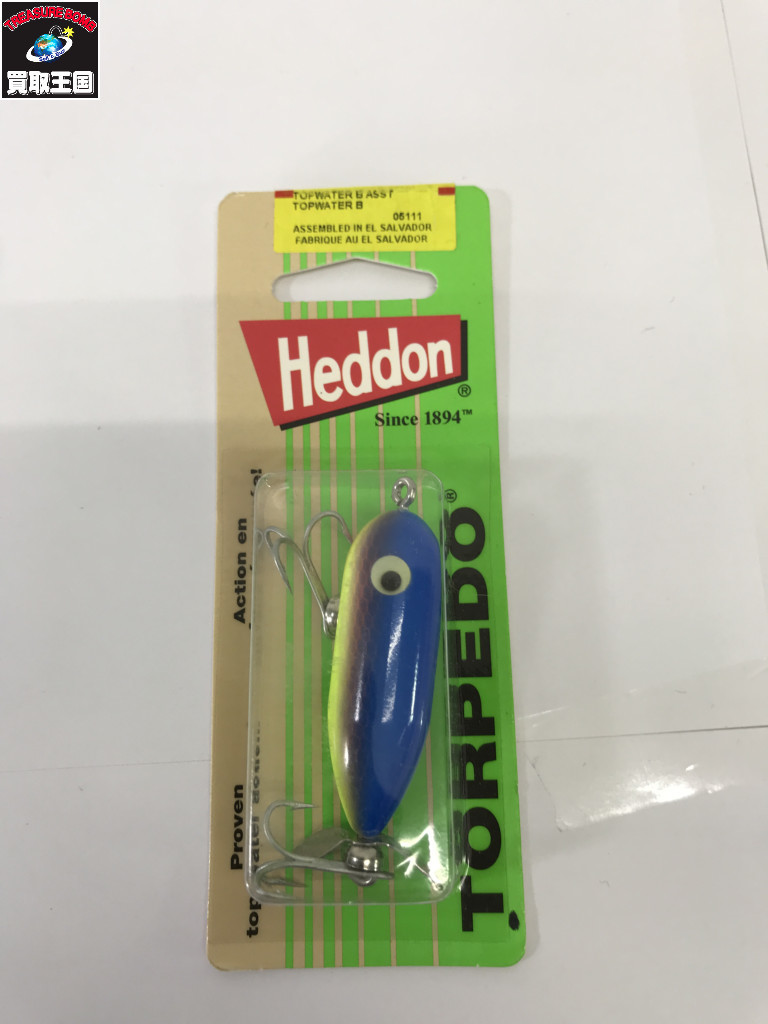 TREASURE BOMB
買取王国
TOPWATER B ASST
TOPWATER B
05111
ASSEMBLED IN EL SALVADOR
FABRIQUE AU EL SALVADOR
Heddon®
Since 1894™
Action en
Proven
TORPEDO®